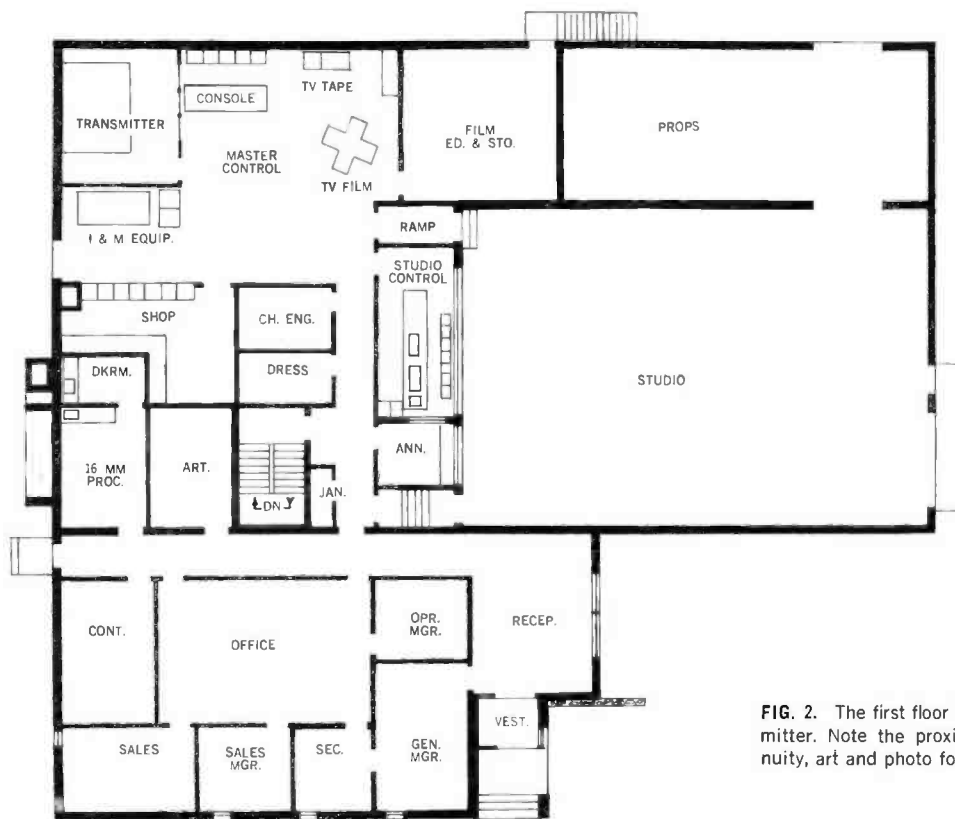 TRANSMITTER
CONSOLE
TV TAPE
MASTER
CONTROL
TV FILM
FILM
ED. & STO.
PROPS
& M EQUIP.
RAMP
STUDIO
CONTROL
SHOP
CH. ENG.
DRESS
DKRM.
STUDIO
16 MM
PROC.
ART.
DN
JAN.
ANN.
CONT.
OFFICE
OPR.
MGR.
RECEP.
SALES
SALES
MGR.
SEC.
GEN.
MGR.
VEST.
FIG. 2. The first floor
mitter. Note the proxi
nuity, art and photo fo